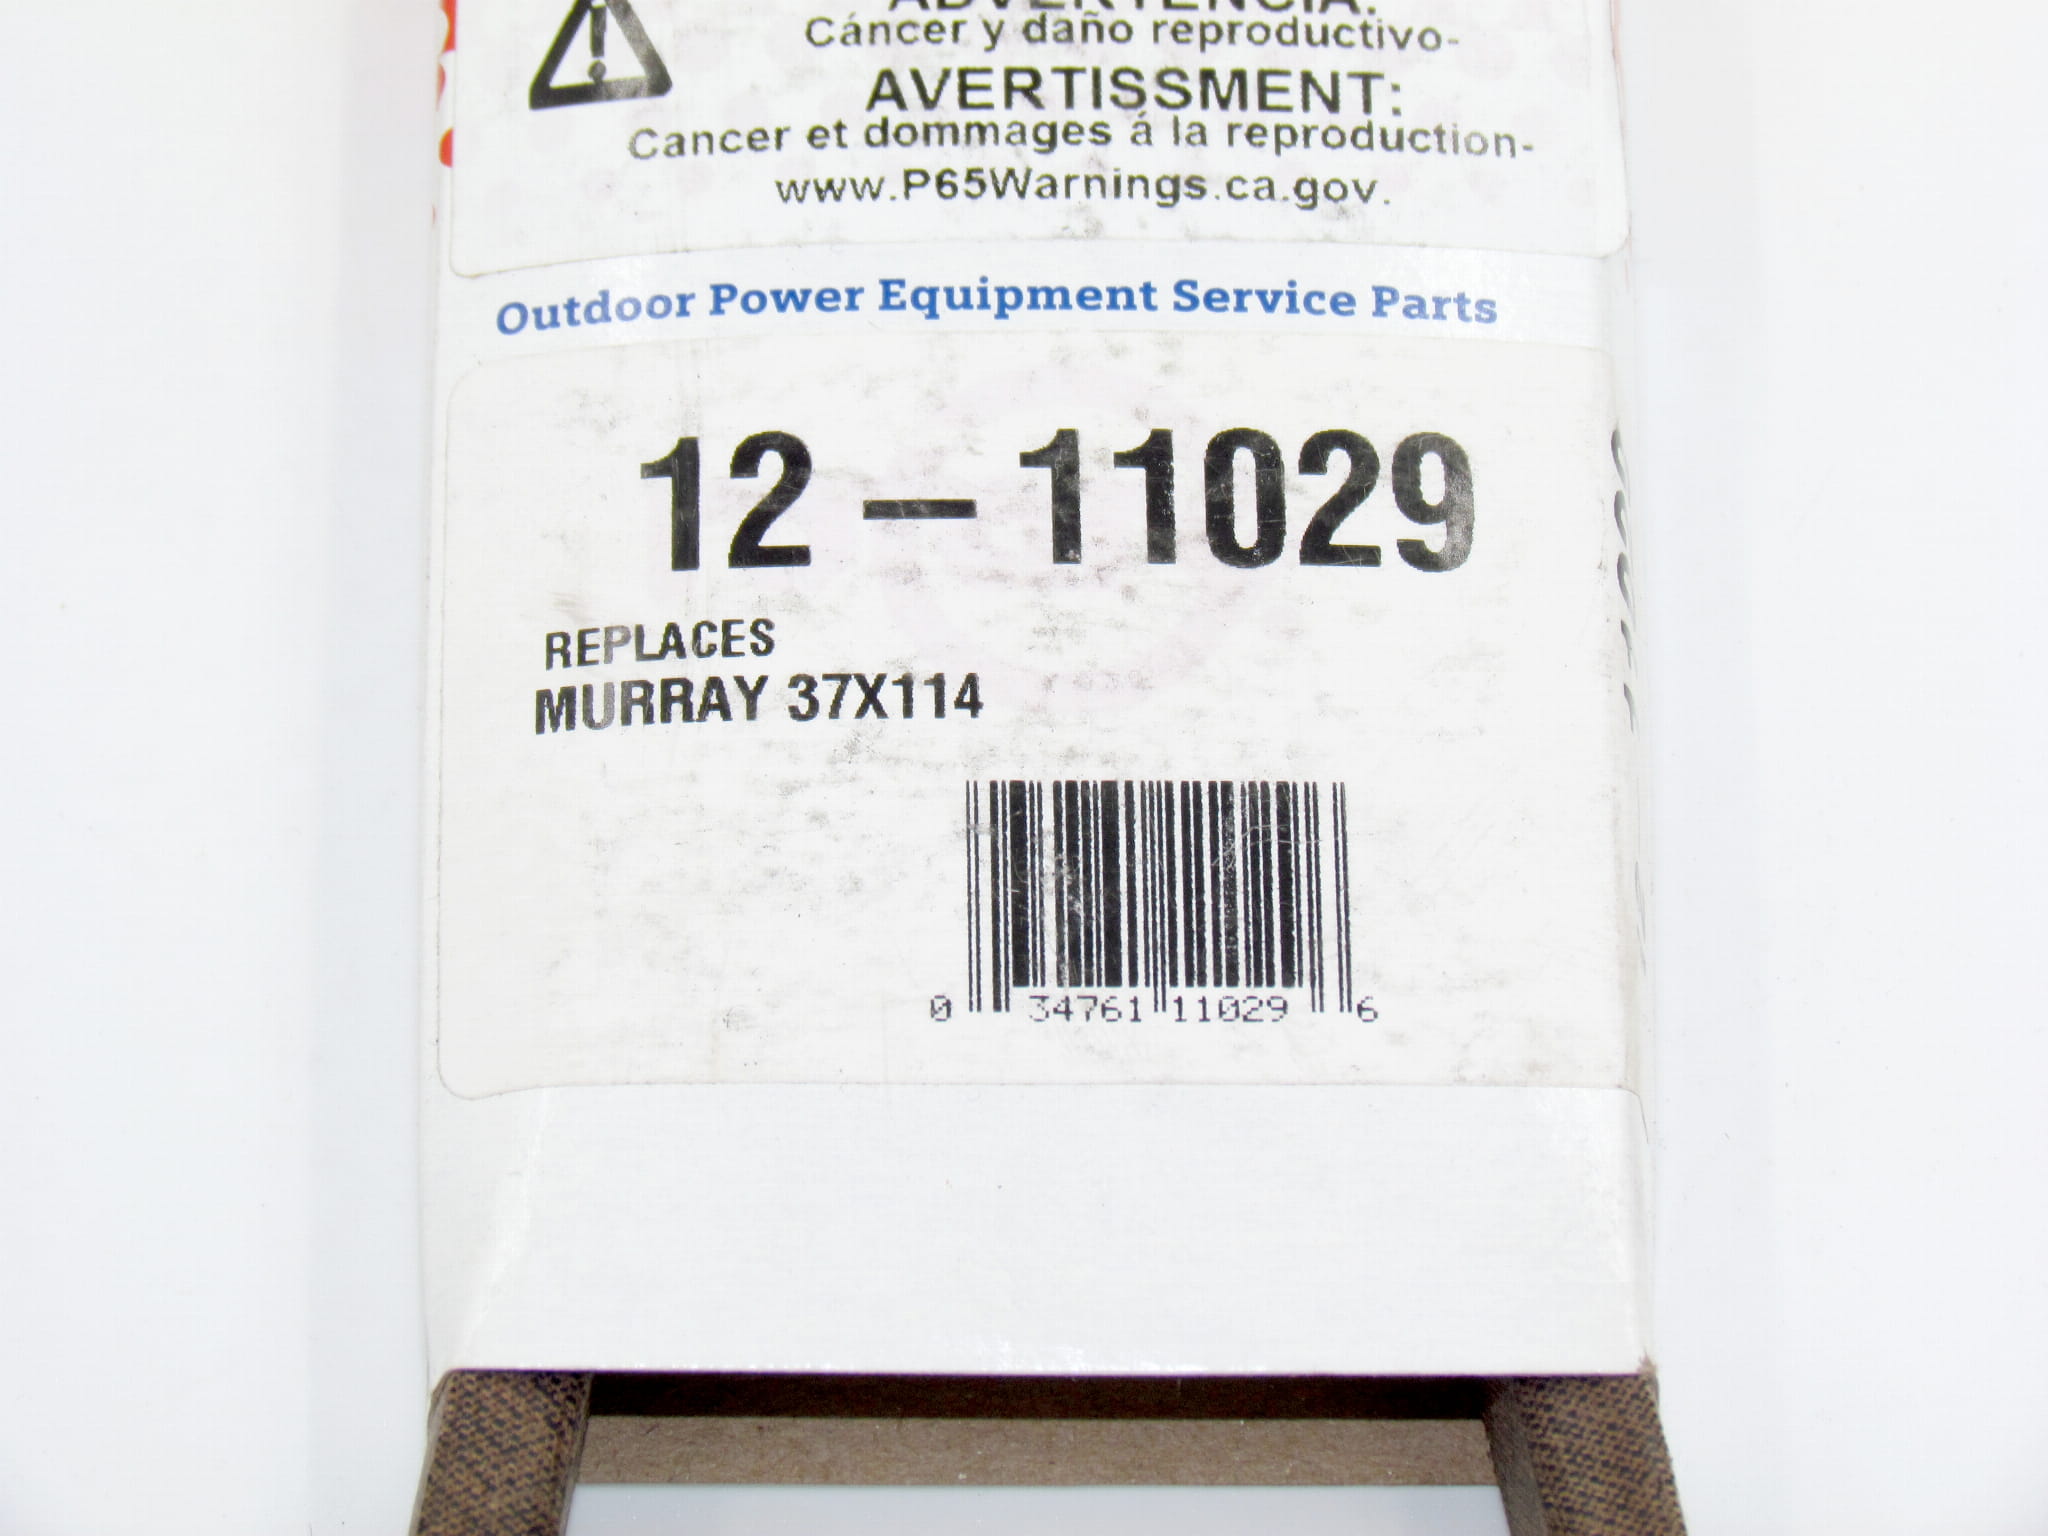 ADVERTENCIA:
Cáncer y daño reproductivo-
AVERTISSMENT:
Cancer et dommages á la reproduction-
www.P65Warnings.ca.gov.
Outdoor Power Equipment Service Parts
12-11029
REPLACES
MURRAY 37X114
0 34761 11029 6